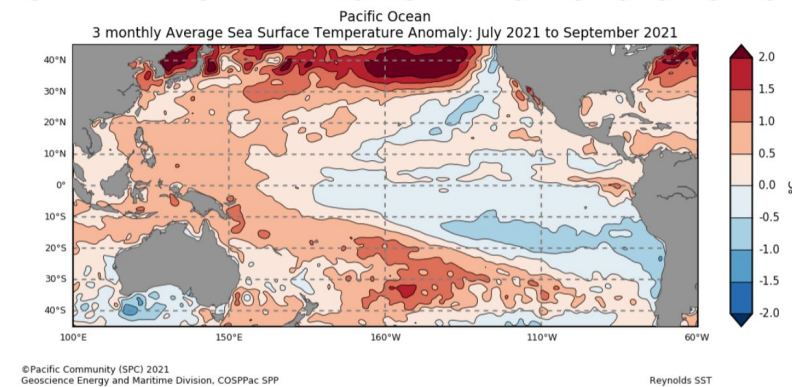 Pacific Ocean
3 monthly Average Sea Surface Temperature Anomaly: July 2021 to September 2021
40°N
30°N
20°N
10°N
0°
10°S
20°S
30°S
40°S
100°E
150°E
160°W
110°W
60°W
2.0
1.5
1.0
0.5
0.0
-0.5
-1.0
-1.5
-2.0
©Pacific Community (SPC) 2021
Geoscience Energy and Maritime Division, COSPPac SPP
Reynolds SST